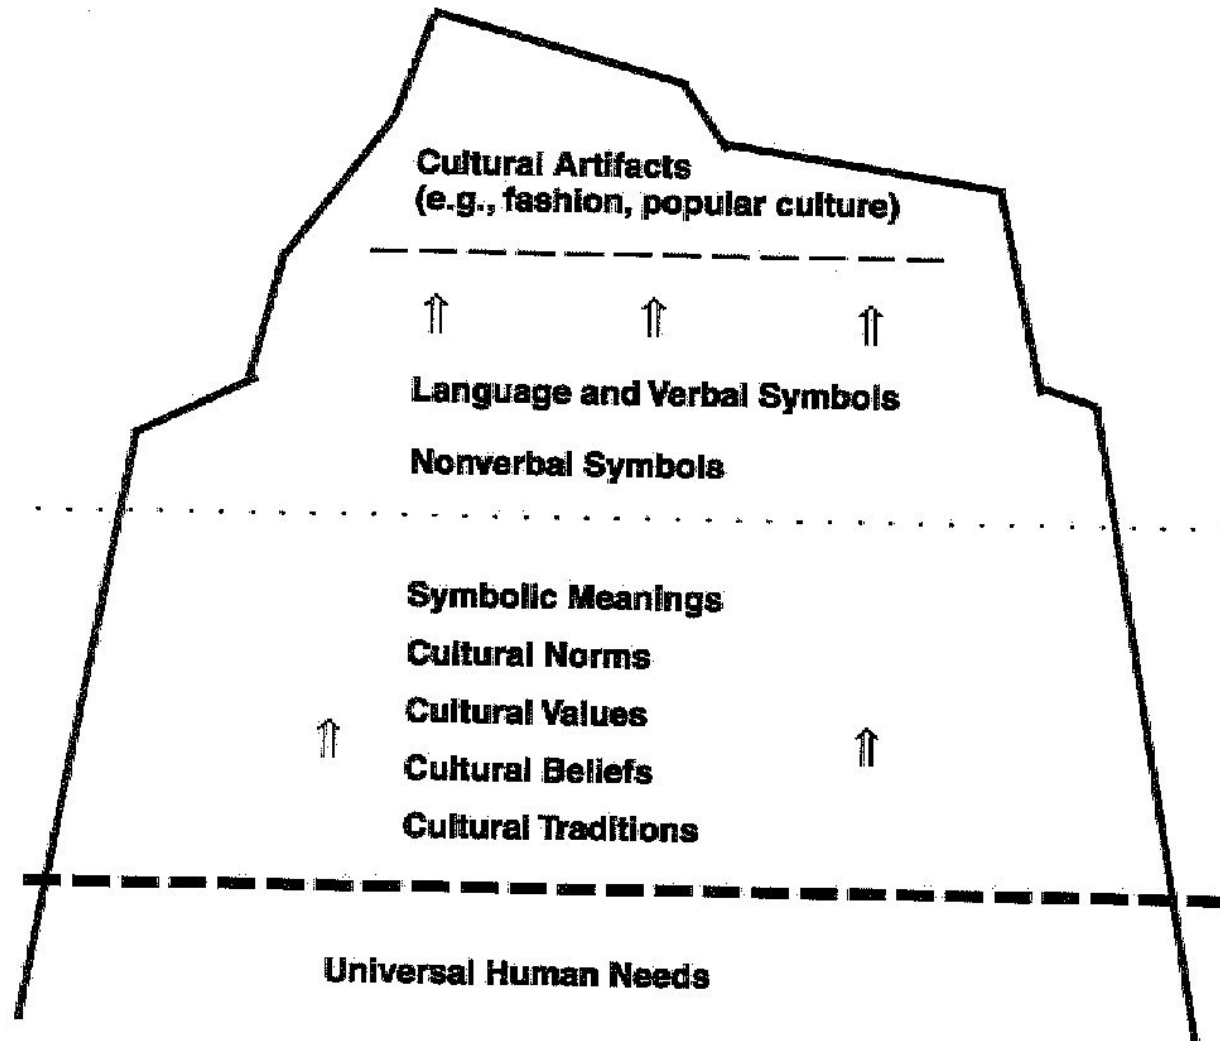 Cultural Artifacts
(e.g., fashion, popular culture)
Language and Verbal Symbols
Nonverbal Symbols
Symbolic Meanings
Cultural Norms
Cultural Values
Cultural Beliefs
Cultural Traditions
Universal Human Needs